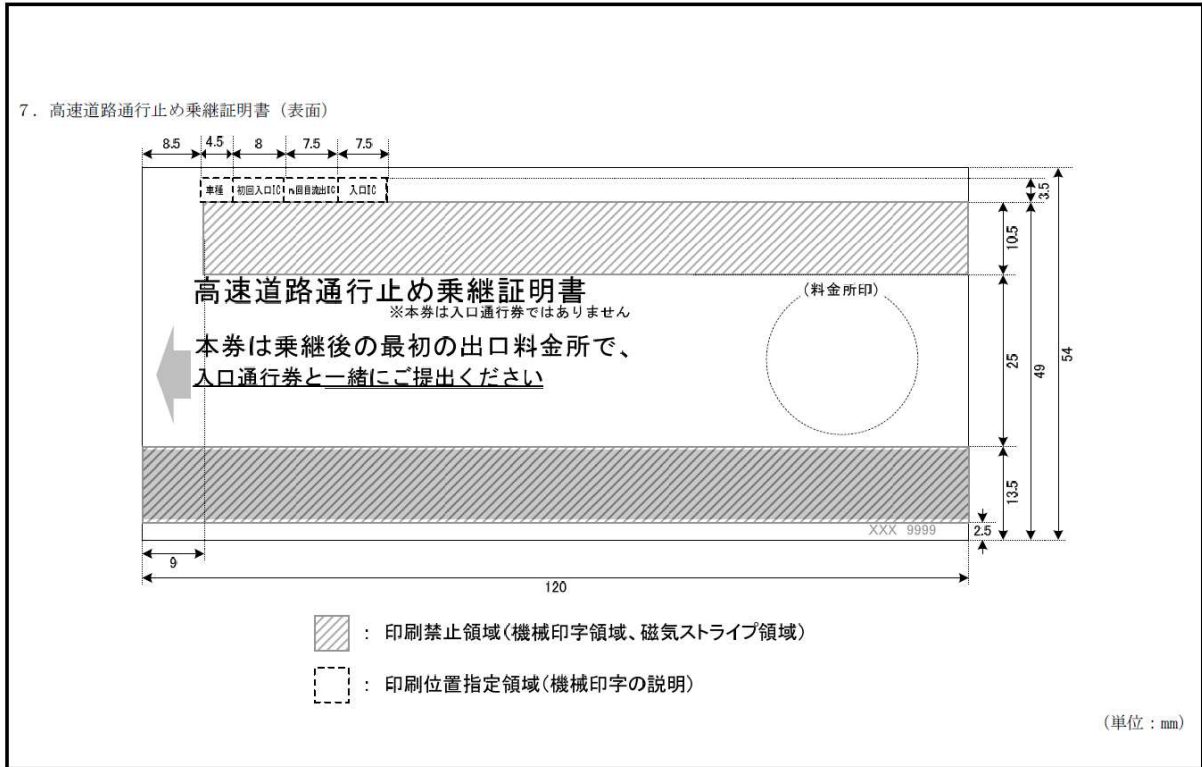 7．高速道路通行止め乗継証明書（表面）
8.5 4.5 8 7.5 7.5
車種 初回入口IC n回目流出IC 入口IC
3.5
10.5
高速道路通行止め乗継証明書
※本券は入口通行券ではありません
（料金所印）
本券は乗継後の最初の出口料金所で、
入口通行券と一緒にご提出ください
25
49
54
13.5
XXX 9999
2.5
9
120
：印刷禁止領域（機械印字領域、磁気ストライプ領域）
：印刷位置指定領域（機械印字の説明）
（単位：mm）